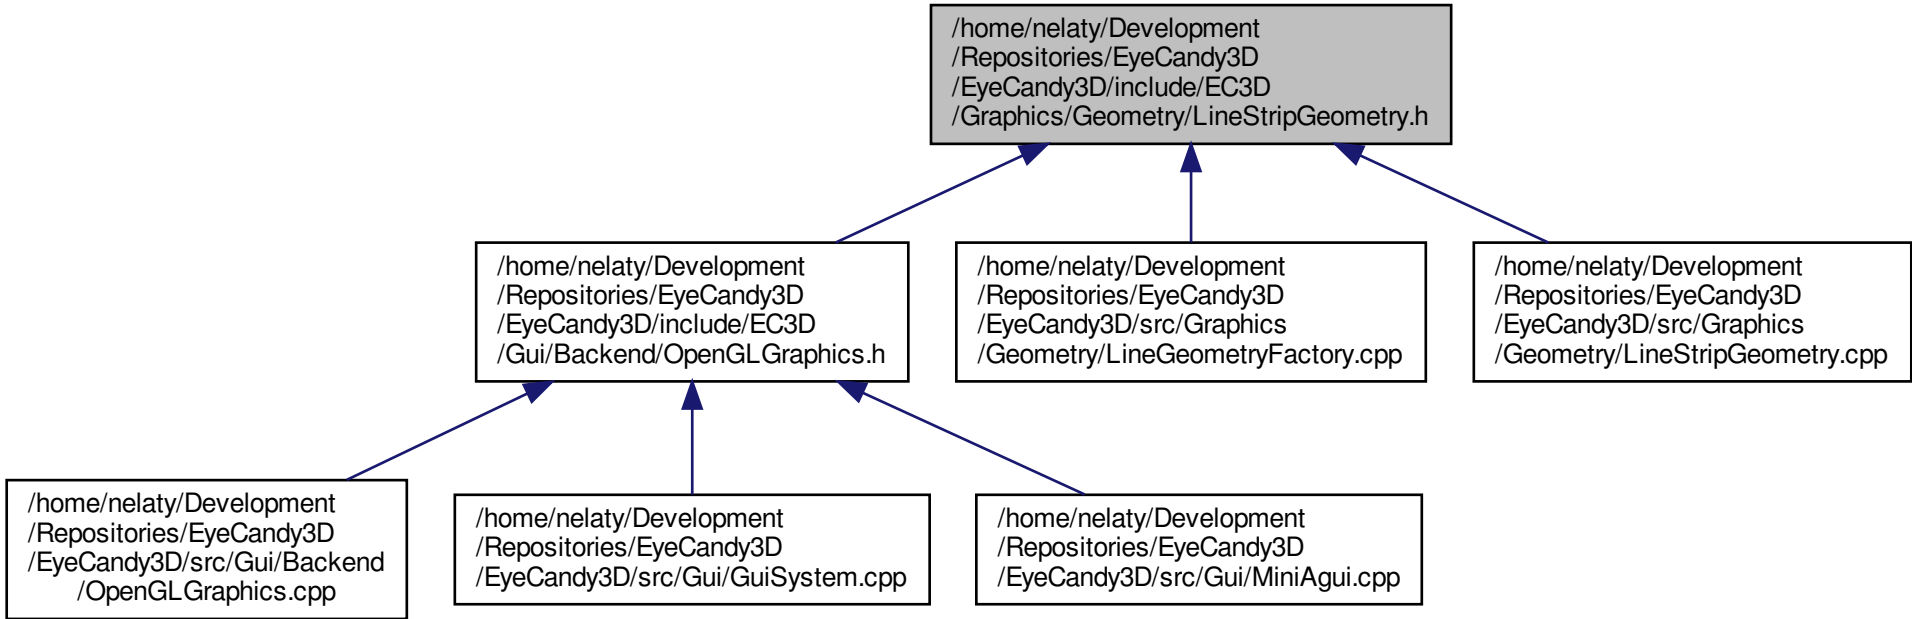 /home/nelaty/Development
/Repositories/EyeCandy3D
/EyeCandy3D/include/EC3D
/Graphics/Geometry/LineStripGeometry.h
/home/nelaty/Development
/Repositories/EyeCandy3D
/EyeCandy3D/include/EC3D
/Gui/Backend/OpenGLGraphics.h
/home/nelaty/Development
/Repositories/EyeCandy3D
/EyeCandy3D/src/Graphics
/Geometry/LineGeometryFactory.cpp
/home/nelaty/Development
/Repositories/EyeCandy3D
/EyeCandy3D/src/Graphics
/Geometry/LineStripGeometry.cpp
/home/nelaty/Development
/Repositories/EyeCandy3D
/EyeCandy3D/src/Gui/Backend
/OpenGLGraphics.cpp
/home/nelaty/Development
/Repositories/EyeCandy3D
/EyeCandy3D/src/Gui/GuiSystem.cpp
/home/nelaty/Development
/Repositories/EyeCandy3D
/EyeCandy3D/src/Gui/MiniAgui.cpp